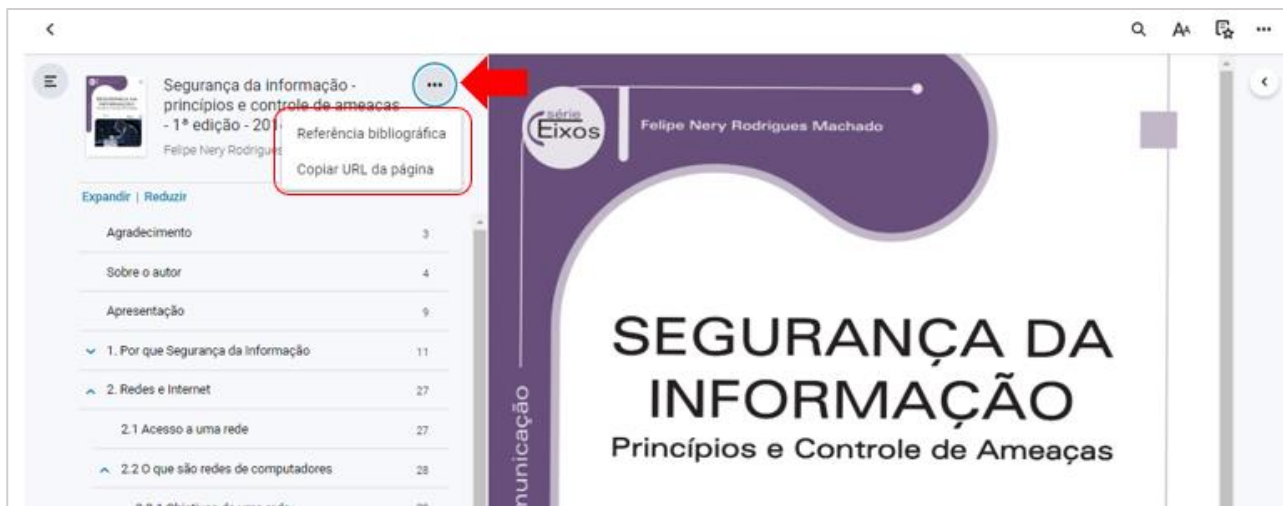 Segurança da informação -
princípios e controle de ameaças
- 1ª edição - 201
Felipe Nery Rodrigu
Referência bibliográfica
Copiar URL da página
Expandir | Reduzir
Agradecimento 3
Sobre o autor 4
Apresentação 9
1. Por que Segurança da Informação 11
2. Redes e Internet 27
2.1 Acesso a uma rede 27
2.2 O que são redes de computadores 28
série
Eixos
Felipe Nery Rodrigues Machado
SEGURANÇA DA
INFORMAÇÃO
Princípios e Controle de Ameaças
municação
AA